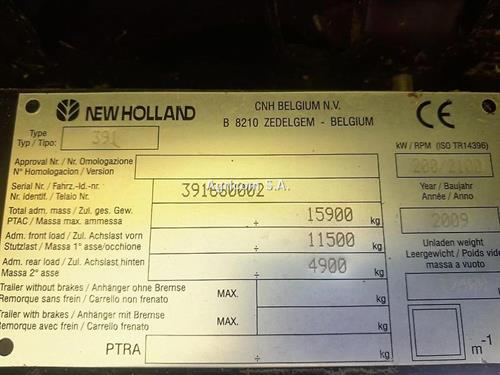 NEW HOLLAND
CNH BELGIUM N.V.
B 8210 ZEDELGEM - BELGIUM
CE
Type
Typ / Tipo:
391
kW / RPM (ISO TR14396)
200/2100
Approval Nr / Nr. Omologazione
N° Homologation / Version
Serial Nr / Fahrz.-Id.-nr.
Nr. identif. / Telaio Nr.
391660002
Agrikom S.A.
Year / Baujahr
Année / Anno
2009
Total adm. mass / Zul. ges. Gew.
PTAC / Massa max. ammessa
÷ 15900 kg
Adm. front load / Zul. Achslast vorn
Stutzlast / Massa 1° asse/occhione
÷ 11500 kg
Unladen weight
Leergewicht / Poids vide
massa a vuoto
Adm. rear load / Zul. Achslast.hinten
Massa 2° asse
÷ 4900 kg
Trailer without brakes / Anhänger ohne Bremse
Remorque sans frein / Carrello non frenato
MAX. ÷ kg
Trailer with brakes / Anhänger mit Bremse
Remorque avec frein / Carrello frenato
MAX. ÷ kg
PTRA ÷ kg
m-1